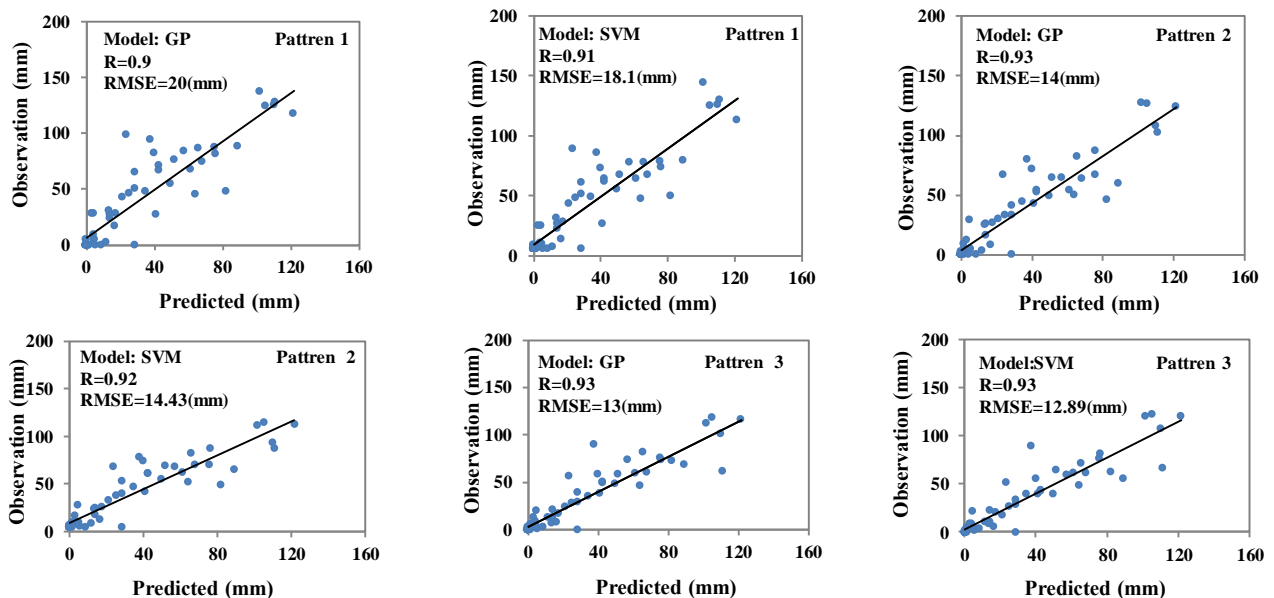 200
150
100
50
0
Observation (mm)
Model: GP Pattren 1
R=0.9
RMSE=20(mm)
0 40 80 120 160
Predicted (mm)
200
150
100
50
0
Observation (mm)
Model: SVM Pattren 1
R=0.91
RMSE=18.1(mm)
0 40 80 120 160
Predicted (mm)
200
150
100
50
0
Observation (mm)
Model: GP Pattren 2
R=0.93
RMSE=14(mm)
0 40 80 120 160
Predicted (mm)
200
150
100
50
0
Observation (mm)
Model: SVM Pattren 2
R=0.92
RMSE=14.43(mm)
0 40 80 120 160
Predicted (mm)
200
150
100
50
0
Observation (mm)
Model: GP Pattren 3
R=0.93
RMSE=13(mm)
0 40 80 120 160
Predicted (mm)
200
150
100
50
0
Observation (mm)
Model:SVM Pattren 3
R=0.93
RMSE=12.89(mm)
0 40 80 120 160
Predicted (mm)